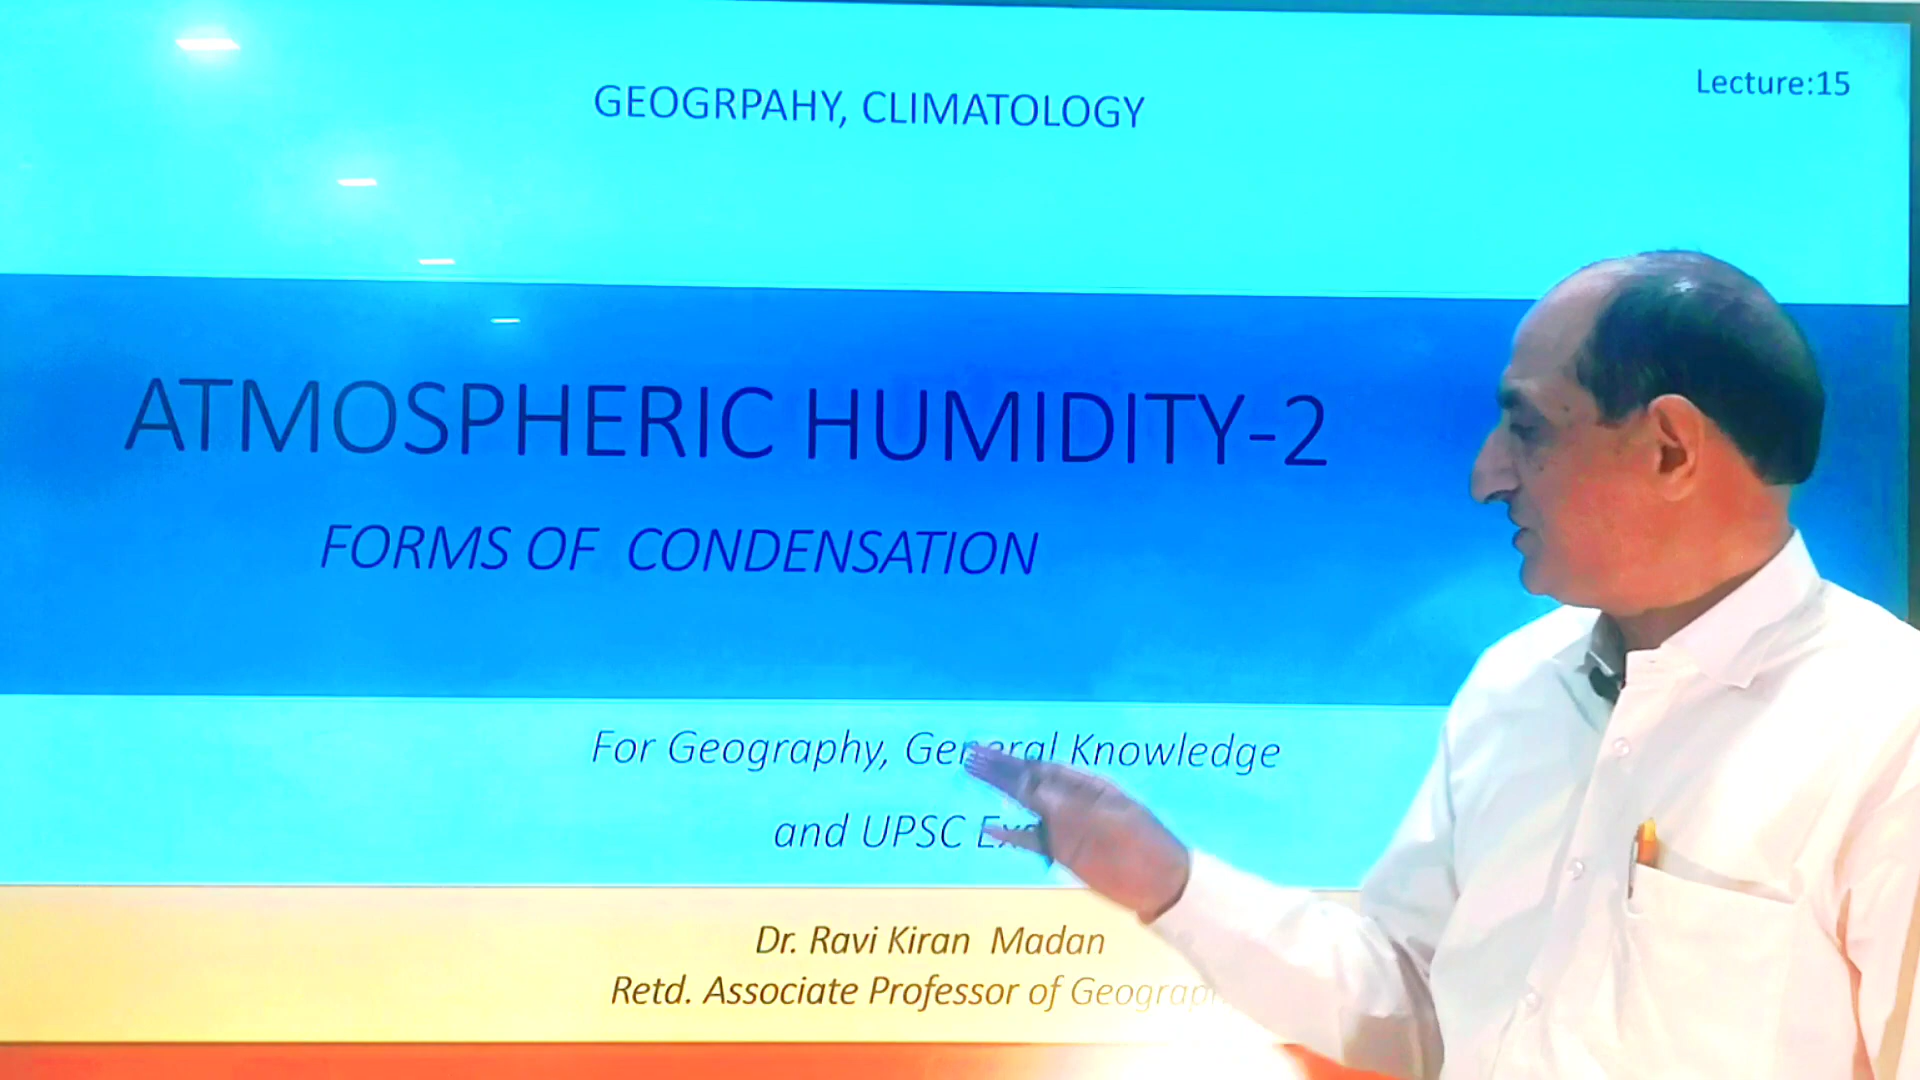 Lecture:15
GEOGRPAHY, CLIMATOLOGY
ATMOSPHERIC HUMIDITY-2
FORMS OF CONDENSATION
For Geography, General Knowledge
and UPSC
Dr. Ravi Kiran Madan
Retd. Associate Professor of